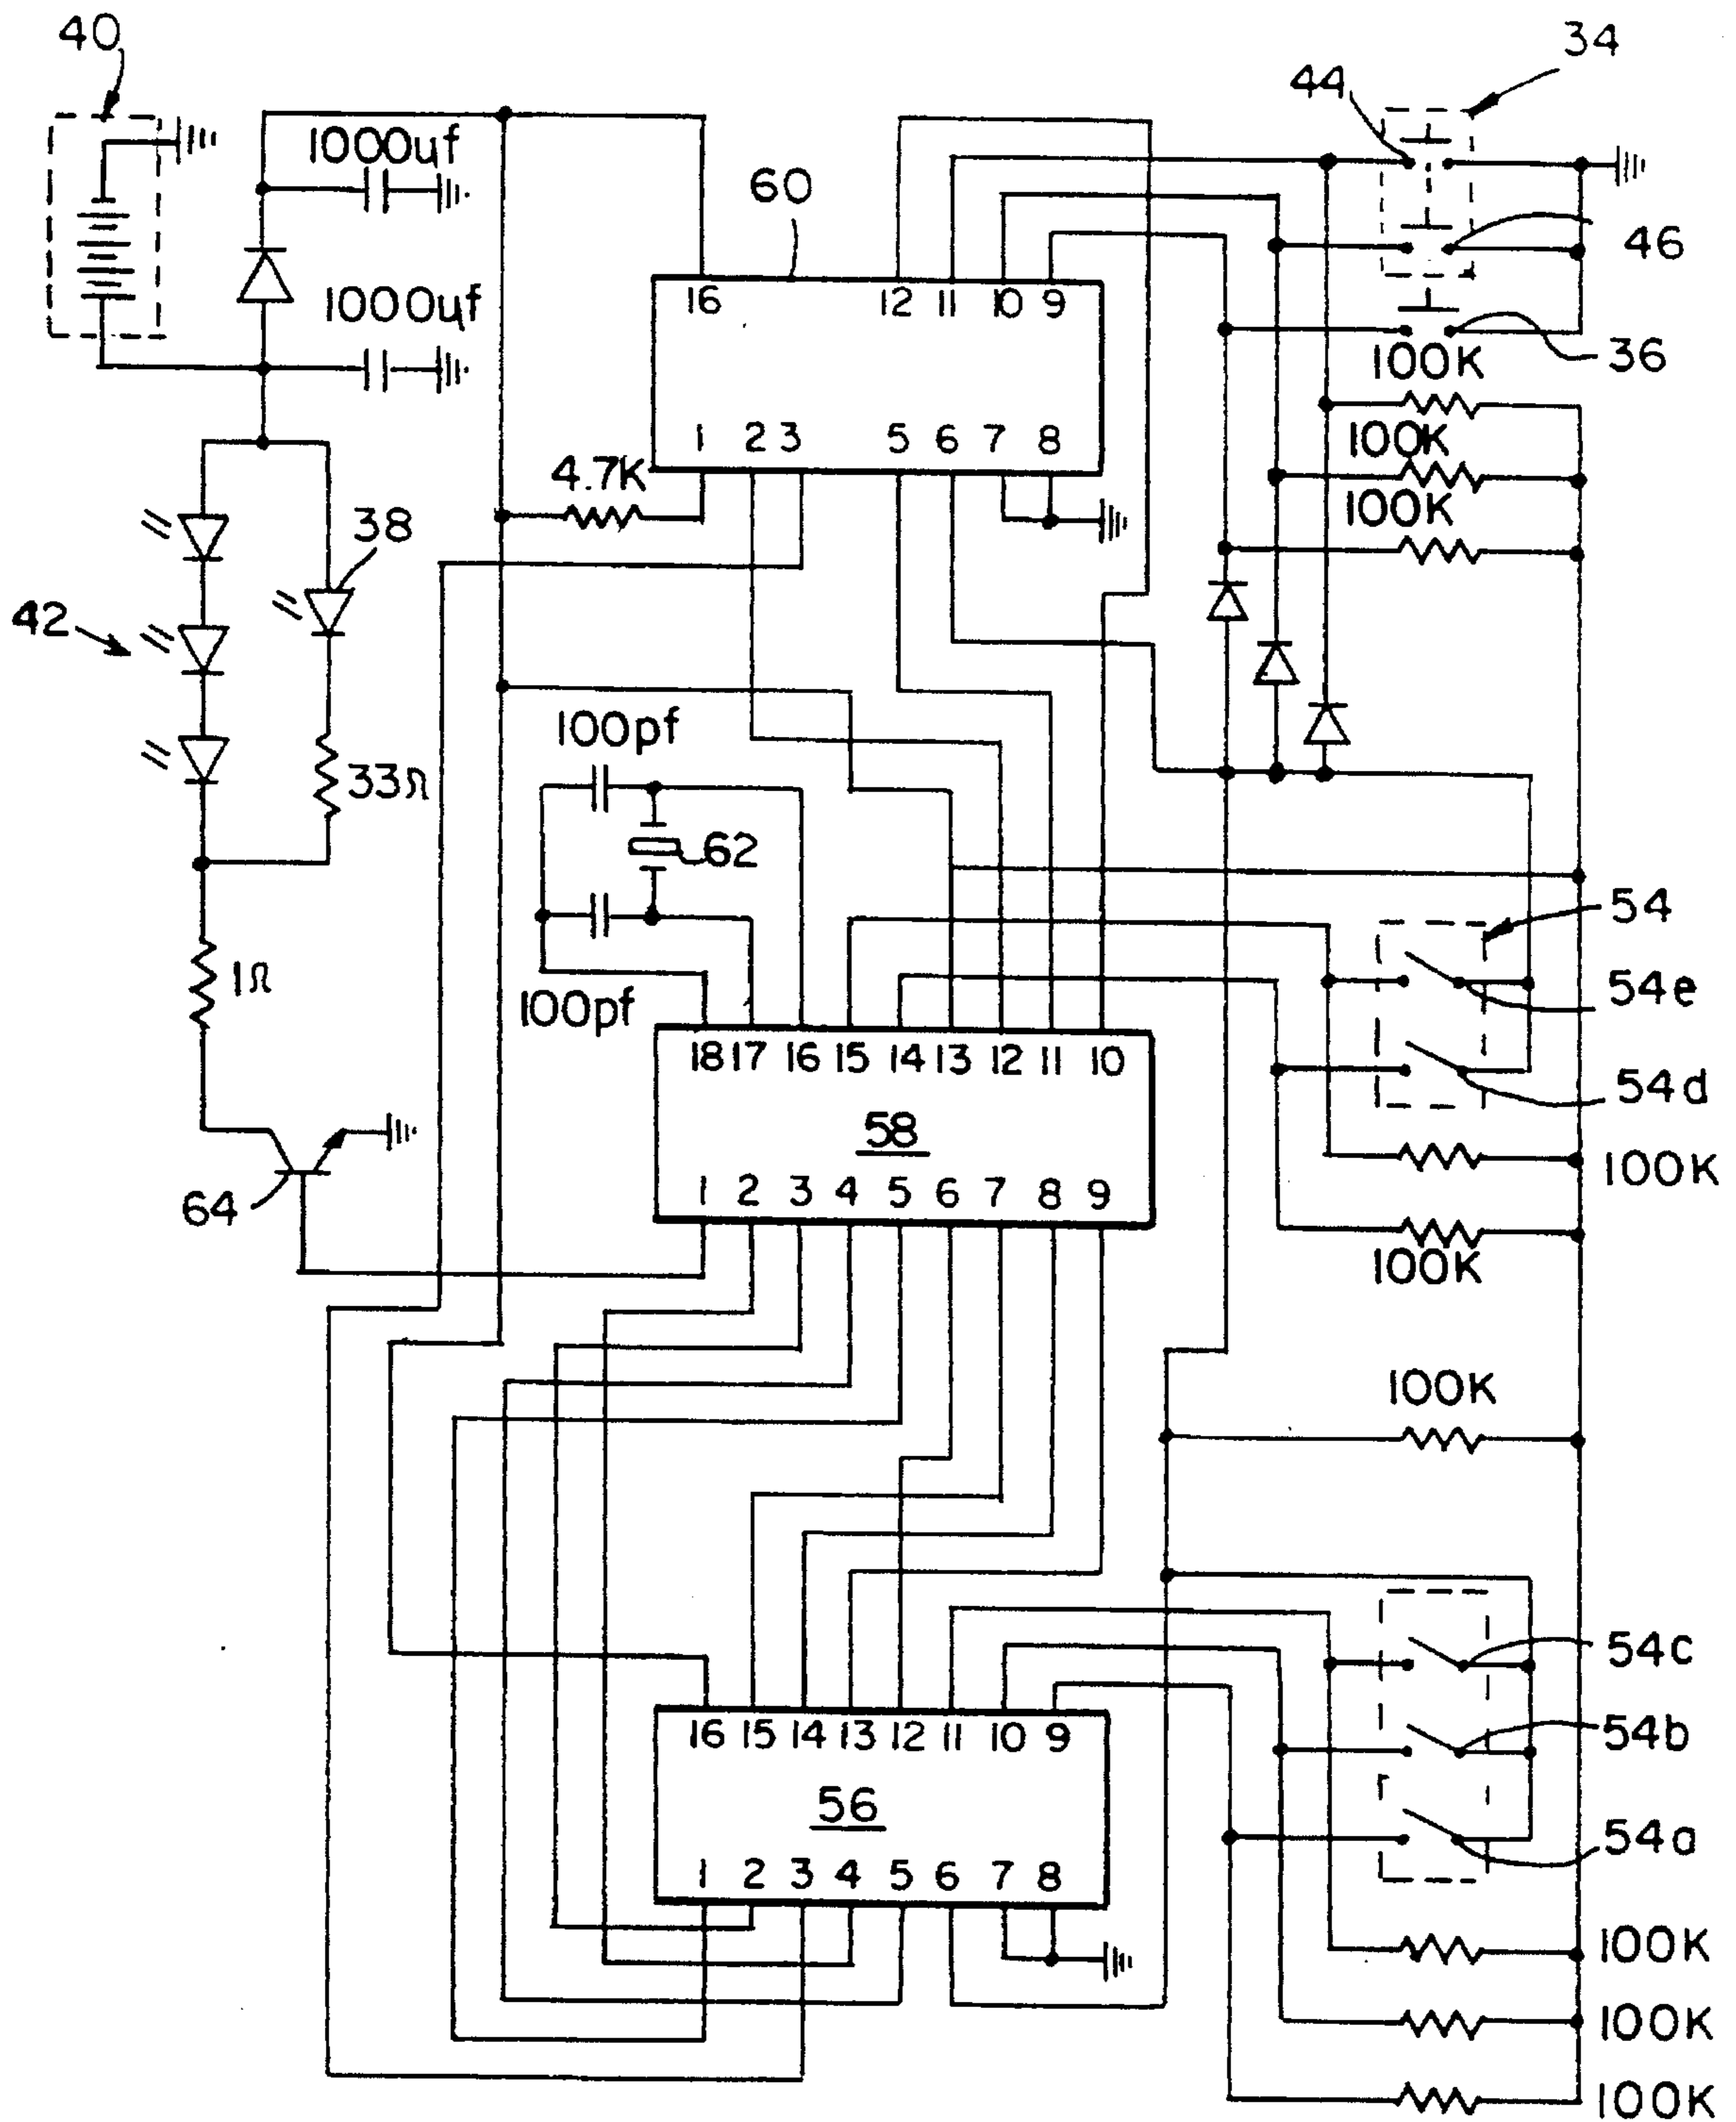 40
34
44
1000uf
60
46
1000uf
16 12 11 10 9
36
100K
1 2 3 5 6 7 8
100K
4.7K
100K
38
42
100pf
33Ω
62
54
1Ω
54e
100pf
18 17 16 15 14 13 12 11 10
54d
58
100K
1 2 3 4 5 6 7 8 9
64
100K
100K
54c
16 15 14 13 12 11 10 9
54b
56
54a
1 2 3 4 5 6 7 8
100K
100K
100K